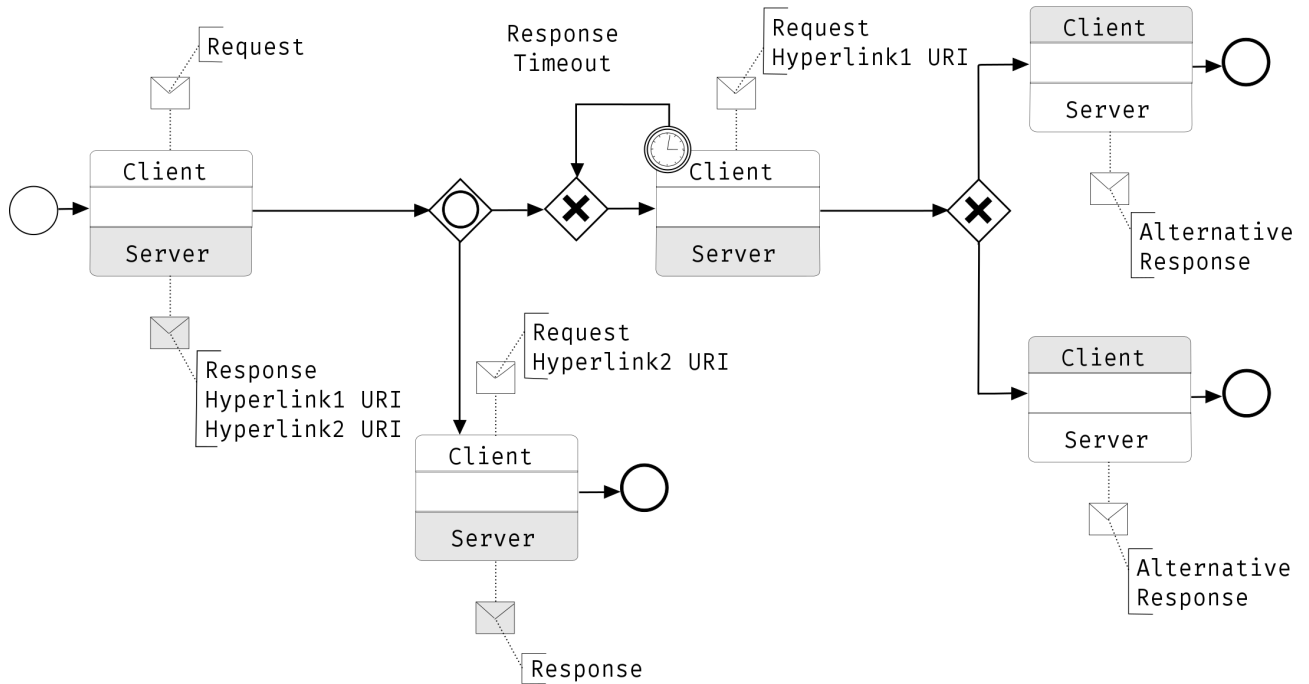 Request
Client
Server
Response
Hyperlink1 URI
Hyperlink2 URI
Response
Timeout
Request
Hyperlink1 URI
Client
Server
Request
Hyperlink2 URI
Client
Server
Response
Client
Server
Alternative
Response
Client
Server
Alternative
Response